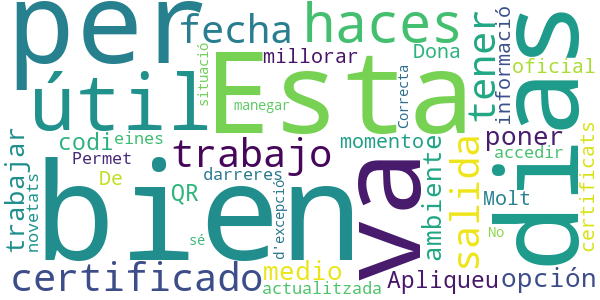 per
fecha
haces
millorar
Dona
tener
informació
oficial
dias
útil
situació
Esta
manegar
Correcta
codi
eines
trabajo
momento
poner
accedir
trabajar
novetats
Permet
De
bien
QR
darreres
d'excepció
va
ambiente
salida
Molt
No
certificats
certificado
medio
actualitzada
Apliqueu
opción
sé